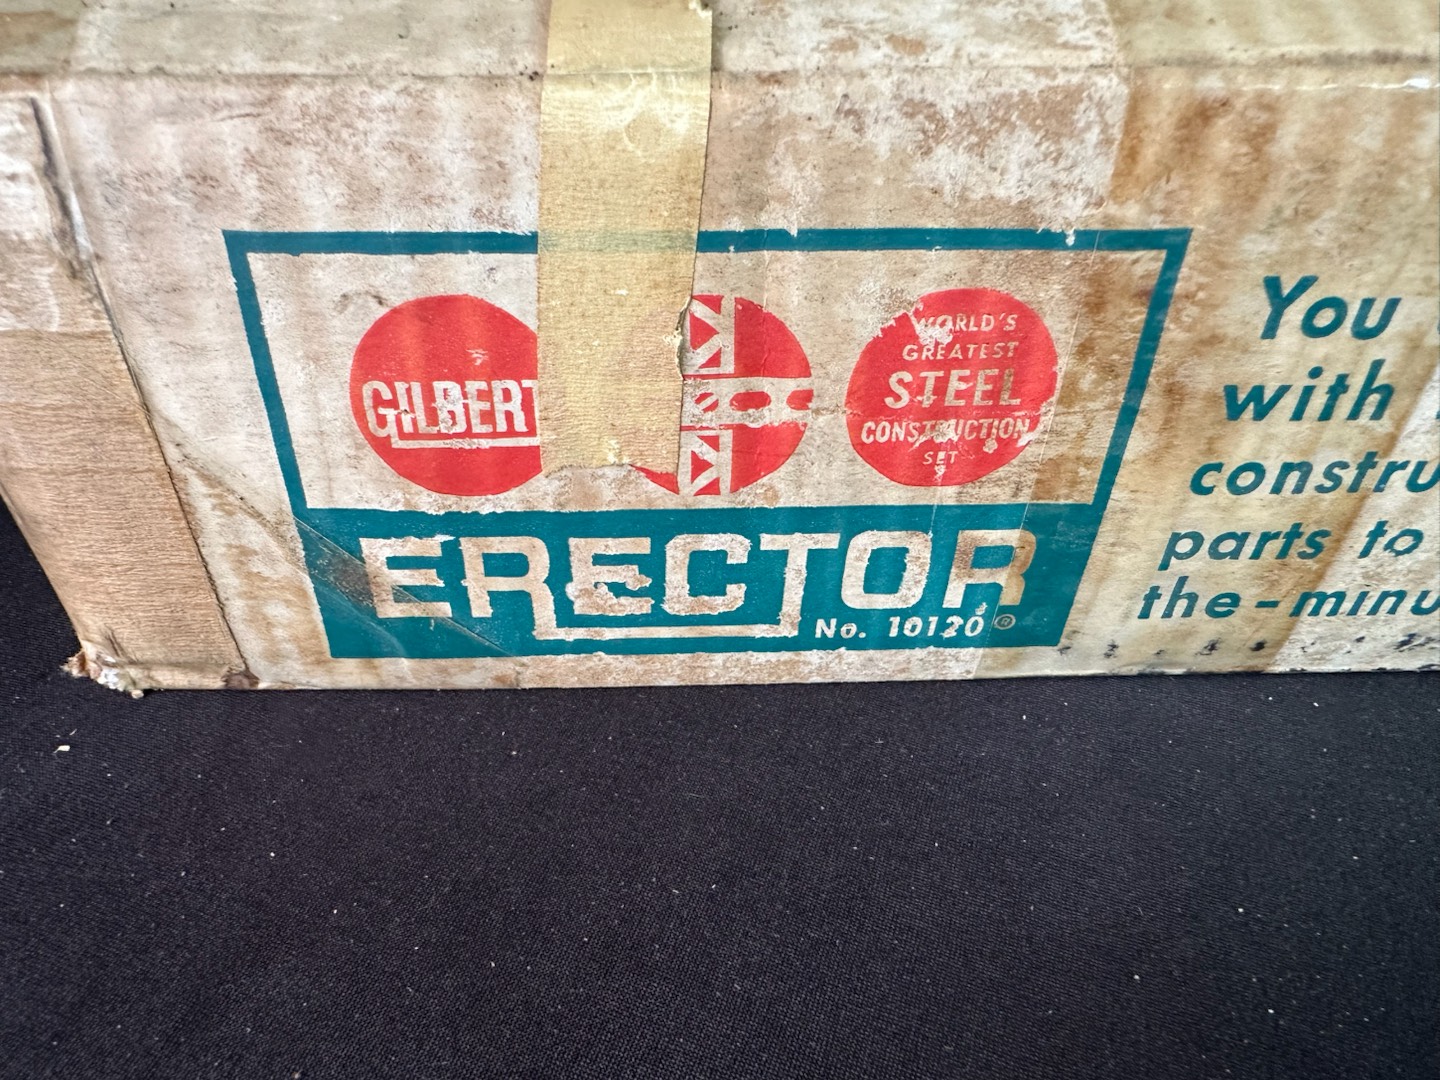 GILBERT
WORLD'S
GREATEST
STEEL
CONSTRUCTION
SET
ERECTOR
No. 10120®
You
with
constru
parts to
the-minu